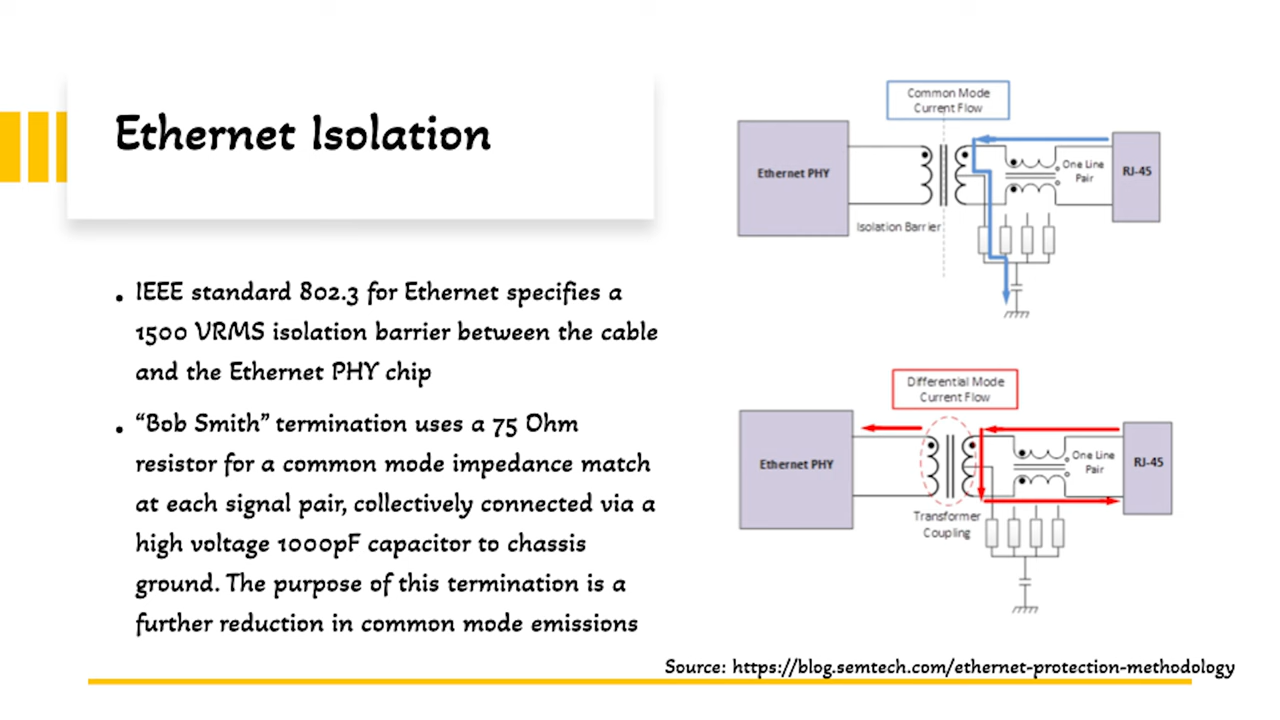 Ethernet Isolation
• IEEE standard 802.3 for Ethernet specifies a
1500 VRMS isolation barrier between the cable
and the Ethernet PHY chip
• “Bob Smith” termination uses a 75 Ohm
resistor for a common mode impedance match
at each signal pair, collectively connected via a
high voltage 1000pF capacitor to chassis
ground. The purpose of this termination is a
further reduction in common mode emissions
Common Mode
Current Flow
Ethernet PHY
One Line
Pair
RJ-45
Isolation Barrier
Differential Mode
Current Flow
Ethernet PHY
One Line
Pair
RJ-45
Transformer
Coupling
Source: https://blog.semtech.com/ethernet-protection-methodology